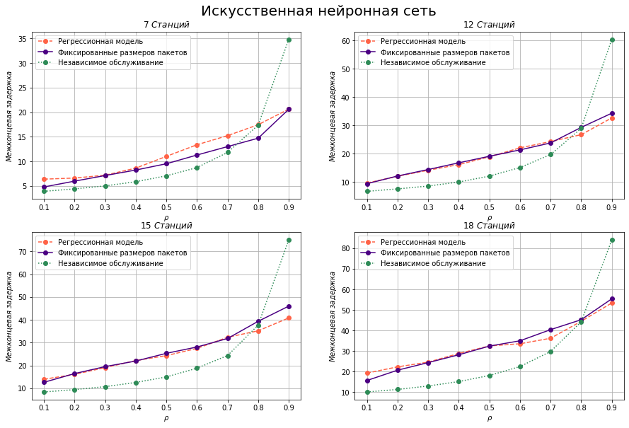 Искусственная нейронная сеть
7 Станций
35
30
25
20
15
10
5
Межконцевая задержка
Регрессионная модель
Фиксированные размеров пакетов
Независимое обслуживание
0.1 0.2 0.3 0.4 0.5 0.6 0.7 0.8 0.9
ρ
12 Станций
60
50
40
30
20
10
Межконцевая задержка
Регрессионная модель
Фиксированные размеров пакетов
Независимое обслуживание
0.1 0.2 0.3 0.4 0.5 0.6 0.7 0.8 0.9
ρ
15 Станций
70
60
50
40
30
20
10
Межконцевая задержка
Регрессионная модель
Фиксированные размеров пакетов
Независимое обслуживание
0.1 0.2 0.3 0.4 0.5 0.6 0.7 0.8 0.9
ρ
18 Станций
80
70
60
50
40
30
20
10
Межконцевая задержка
Регрессионная модель
Фиксированные размеров пакетов
Независимое обслуживание
0.1 0.2 0.3 0.4 0.5 0.6 0.7 0.8 0.9
ρ